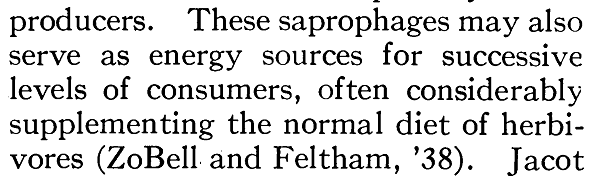 producers. These saprophages may also
serve as energy sources for successive
levels of consumers, often considerably
supplementing the normal diet of herbi-
vores (ZoBell and Feltham, '38). Jacot